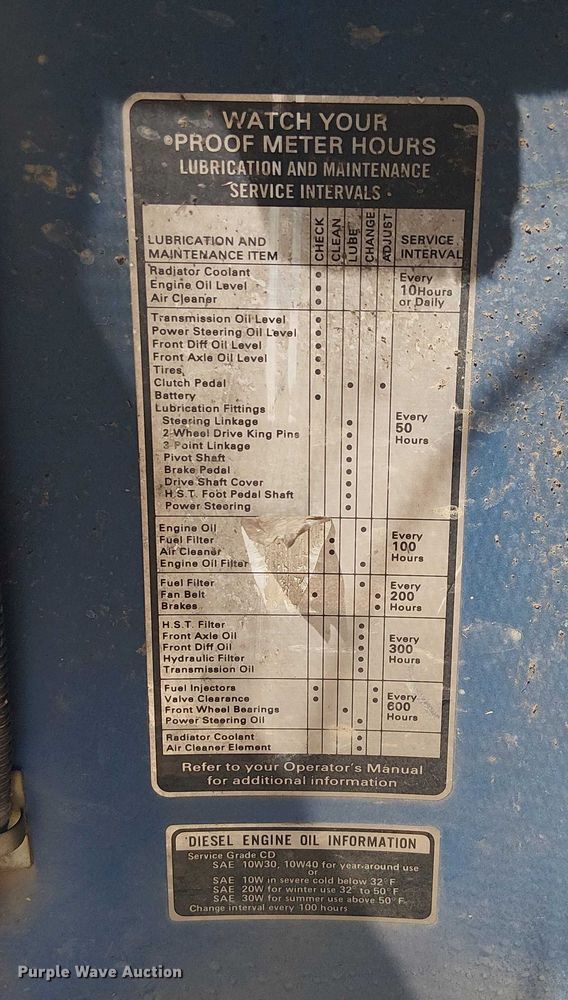 WATCH YOUR
PROOF METER HOURS
LUBRICATION AND MAINTENANCE
SERVICE INTERVALS
LUBRICATION AND MAINTENANCE ITEM
CHECK
CLEAN
LUBE
CHANGE
ADJUST
SERVICE INTERVAL
Radiator Coolant
Engine Oil Level
Air Cleaner
Every
10 Hours
or Daily
Transmission Oil Level
Power Steering Oil Level
Front Diff Oil Level
Front Axle Oil Level
Tires
Clutch Pedal
Battery
Lubrication Fittings
Steering Linkage
2-Wheel Drive King Pins
3-Point Linkage
Pivot Shaft
Brake Pedal
Drive Shaft Cover
H.S.T. Foot Pedal Shaft
Power Steering
Every
50
Hours
Engine Oil
Fuel Filter
Air Cleaner
Engine Oil Filter
Every
100
Hours
Fuel Filter
Fan Belt
Brakes
Every
200
Hours
H.S.T. Filter
Front Axle Oil
Front Diff Oil
Hydraulic Filter
Transmission Oil
Every
300
Hours
Fuel Injectors
Valve Clearance
Front Wheel Bearings
Power Steering Oil
Every
600
Hours
Radiator Coolant
Air Cleaner Element
Refer to your Operator's Manual
for additional information
DIESEL ENGINE OIL INFORMATION
Service Grade CD
SAE 10W30, 10W40 for year-around use
or
SAE 10W in severe cold below 32° F
SAE 20W for winter use 32° to 50° F
SAE 30W for summer use above 50° F
Change interval every 100 hours
Purple Wave Auction